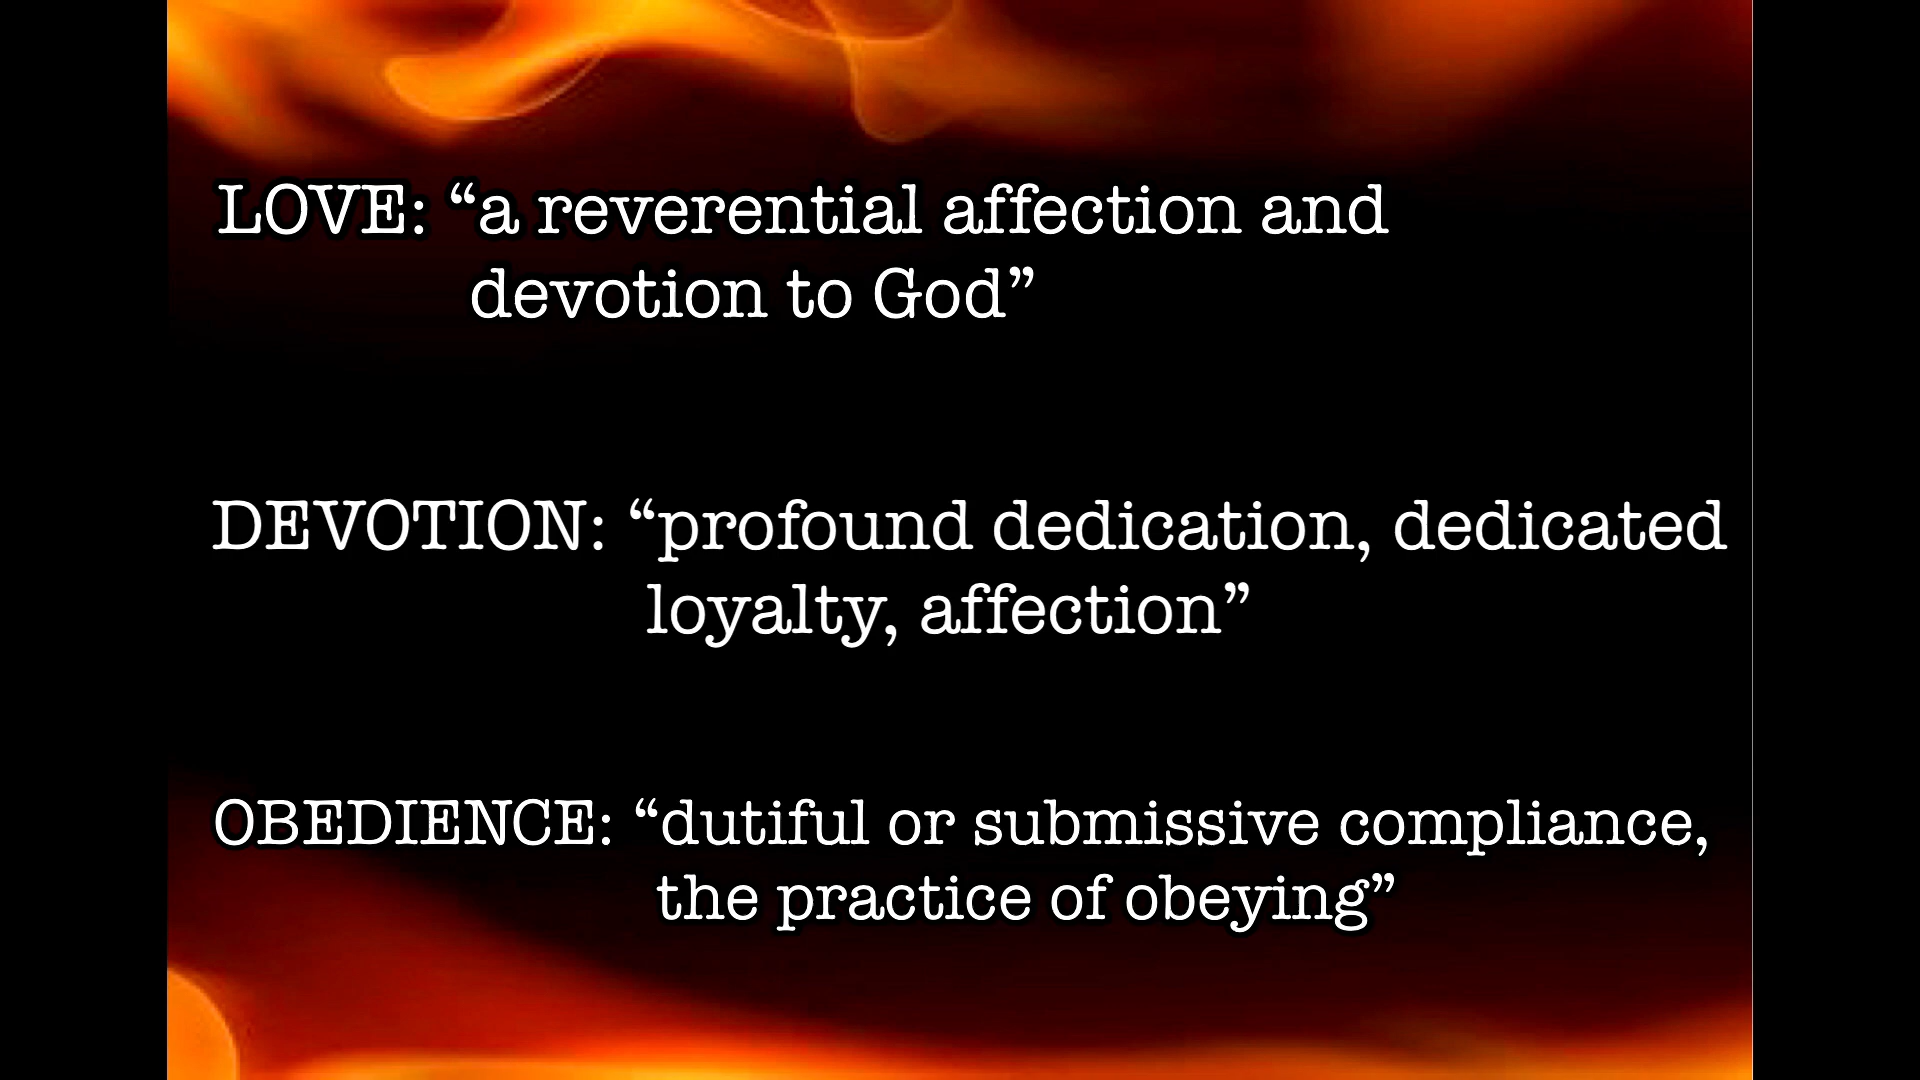 LOVE: “a reverential affection and
devotion to God”
DEVOTION: “profound dedication, dedicated
loyalty, affection”
OBEDIENCE: “dutiful or submissive compliance,
the practice of obeying”